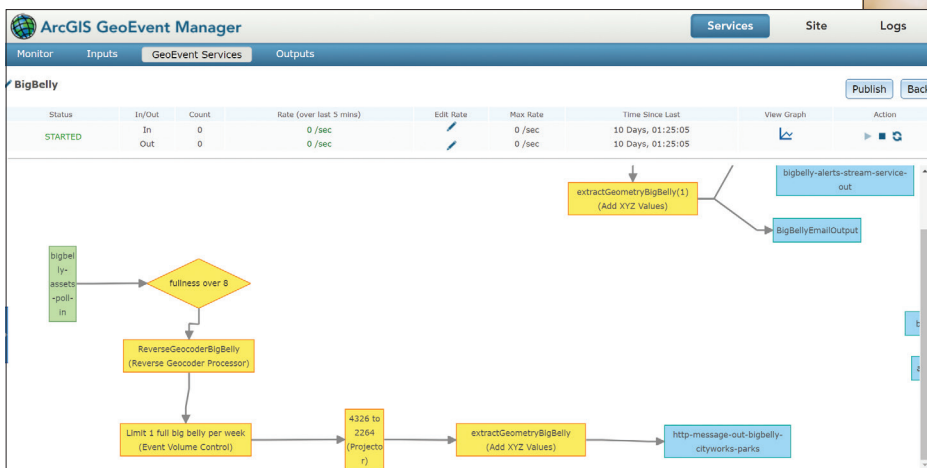 ArcGIS GeoEvent Manager
Services Site Logs
Monitor Inputs GeoEvent Services Outputs
BigBelly
Publish Back
Status In/Out Count Rate (over last 5 mins) Edit Rate Max Rate Time Since Last View Graph Action
STARTED
In 0 0 /sec 0 /sec 10 Days, 01:25:05
Out 0 0 /sec 0 /sec 10 Days, 01:25:05
bigbelly-alerts-stream-service-
out
extractGeometryBigBelly(1)
(Add XYZ Values)
BigBellyEmailOutput
bigbel
ly-
assets
-poll-
in
fullness over 8
ReverseGeocoderBigBelly
(Reverse Geocoder Processor)
Limit 1 full big belly per week
(Event Volume Control)
4326 to
2264
(Projecto
r)
extractGeometryBigBelly
(Add XYZ Values)
http-message-out-bigbelly-
cityworks-parks